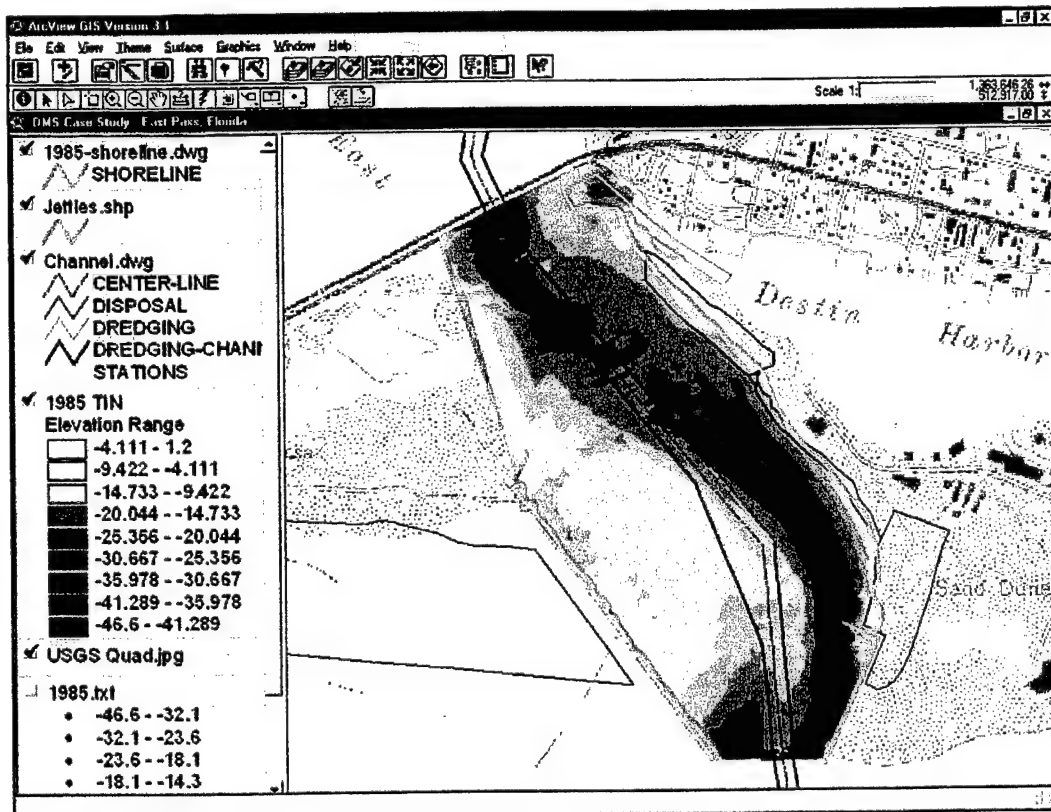 ArcView GIS Version 3.1
File Edit View Theme Surface Graphics Window Help
Scale 1:
1,363,646.26
512,917.00
DMS Case Study - East Pass, Florida
1985-shoreline.dwg
SHORELINE
Jetties.shp
Channel.dwg
CENTER-LINE
DISPOSAL
DREDGING
DREDGING-CHANI
STATIONS
1985 TIN
Elevation Range
-4.111 - 1.2
-9.422 - -4.111
-14.733 - -9.422
-20.044 - -14.733
-25.356 - -20.044
-30.667 - -25.356
-35.978 - -30.667
-41.289 - -35.978
-46.6 - -41.289
USGS Quad.jpg
1985.txt
-46.6 - -32.1
-32.1 - -23.6
-23.6 - -18.1
-18.1 - -14.3
East
Destin
Harbor
Sand Dunes